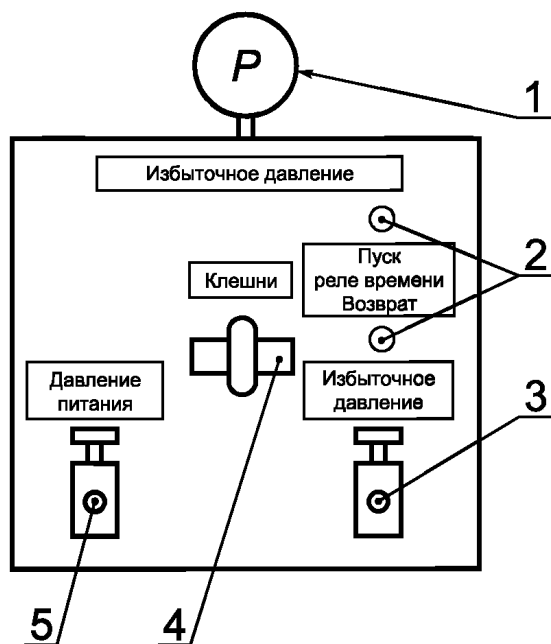 P
1
Избыточное давление
2
Пуск
реле времени
Возврат
Клешни
Давление
питания
Избыточное
давление
3
5
4